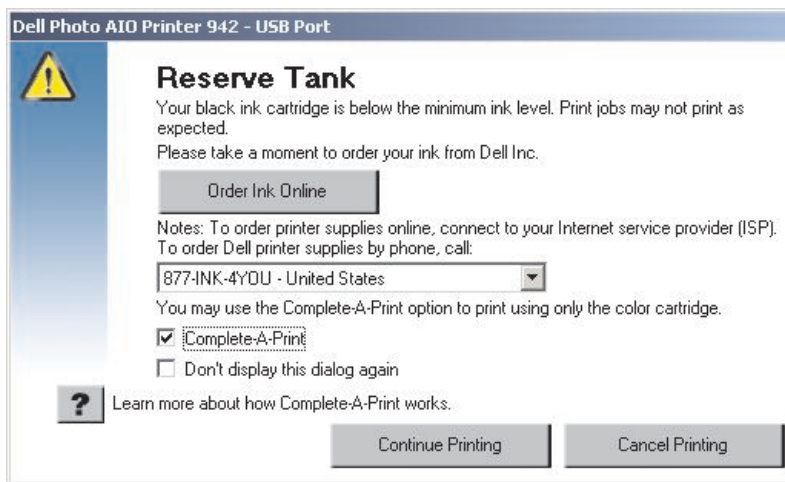 Dell Photo AIO Printer 942 - USB Port
Reserve Tank
Your black ink cartridge is below the minimum ink level. Print jobs may not print as
expected.
Please take a moment to order your ink from Dell Inc.
Order Ink Online
Notes: To order printer supplies online, connect to your Internet service provider (ISP).
To order Dell printer supplies by phone, call:
877-INK-4YOU - United States
You may use the Complete-A-Print option to print using only the color cartridge.
Complete-A-Print
Don't display this dialog again
? Learn more about how Complete-A-Print works.
Continue Printing Cancel Printing